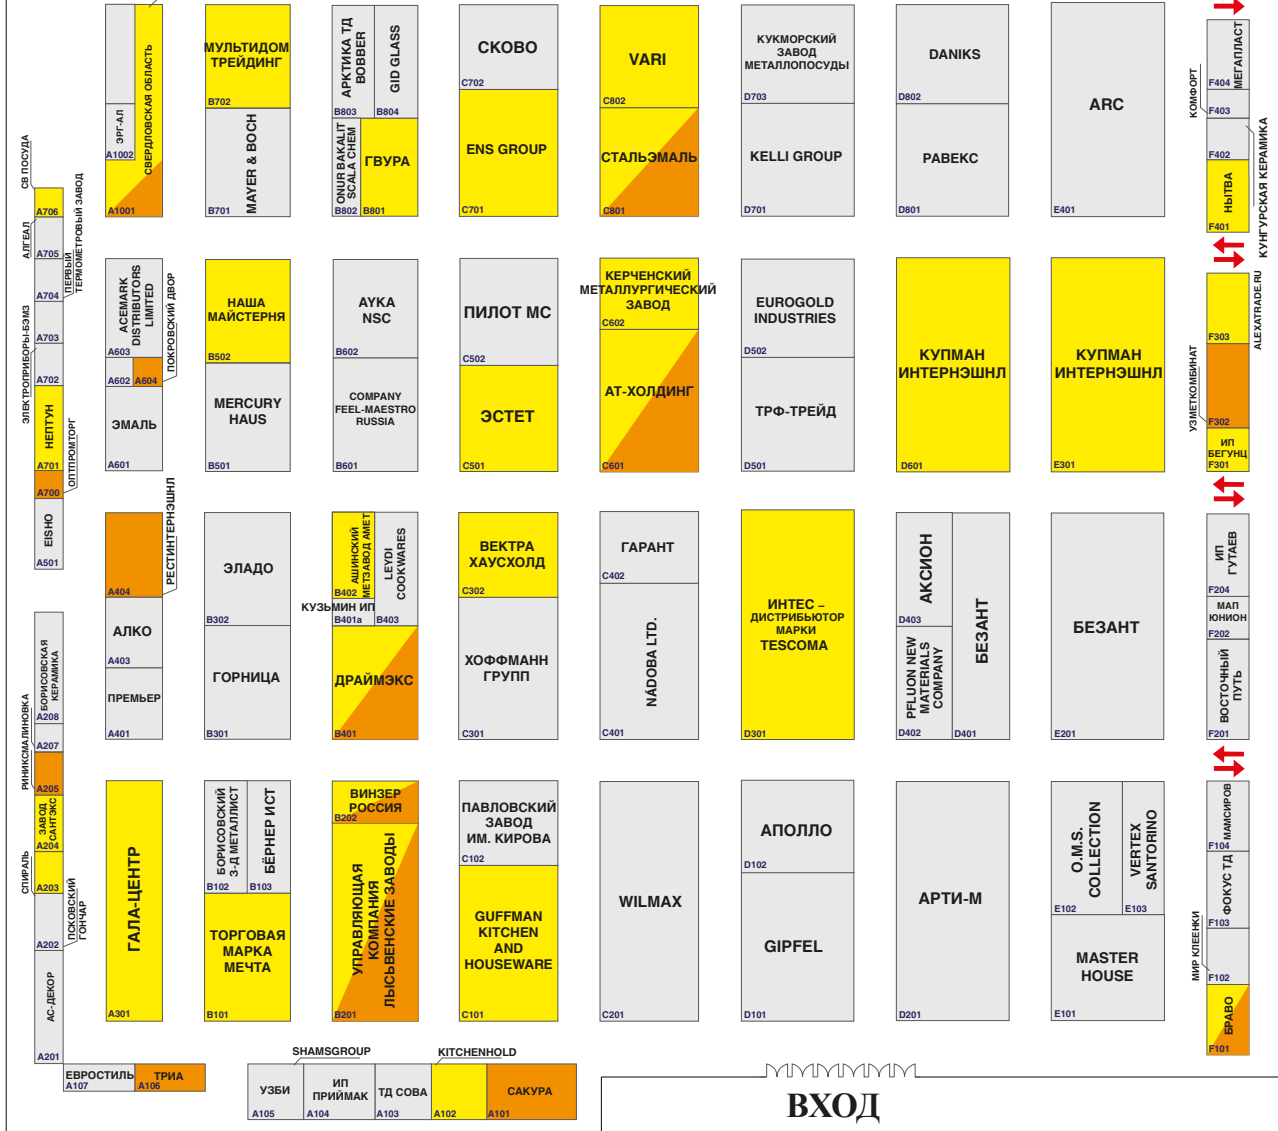 СВ ПОСУДА
A706
АЛГЕАЛ
A705
ПЕРВЫЙ
ТЕРМОМЕТРОВЫЙ ЗАВОД
A704
ЭЛЕКТРОПРИБОРЫ-БЭМЗ
A703
A702
НЕПТУН
A701
ОПТПРОМТОРГ
A700
EISHO
A501
БОРИСОВСКАЯ
КЕРАМИКА
A208
РИНИКСМАЛИНОВКА
A207
A205
ЗАВОД
САНТЭКС
A204
СПИРАЛЬ
A203
ПСКОВСКИЙ
ГОНЧАР
A202
АС-ДЕКОР
A201
ЕВРОСТИЛЬ
A107
ТРИА
A106
ЭРГ-АЛ
A1002
СВЕРДЛОВСКАЯ ОБЛАСТЬ
A1001
МУЛЬТИДОМ
ТРЕЙДИНГ
B702
MAYER & BOCH
B701
АРКТИКА ТД
BOBBER
B803
GID GLASS
B804
ONUR BAKALIT
SCALA CHEM
B802
ГВУРА
B801
СКОВО
C702
ENS GROUP
C701
VARI
C802
СТАЛЬЭМАЛЬ
C801
КУКМОРСКИЙ
ЗАВОД
МЕТАЛЛОПОСУДЫ
D703
KELLI GROUP
D701
DANIKS
D802
РАВЕКС
D801
ARC
E401
МЕГАПЛАСТ
F404
КОМФОРТ
F403
КУНГУРСКАЯ КЕРАМИКА
F402
НЫТВА
F401
ACEMARK
DISTRIBUTORS
LIMITED
A603
A602
A604
ПОКРОВСКИЙ ДВОР
ЭМАЛЬ
A601
НАША
МАЙСТЕРНЯ
B502
MERCURY
HAUS
B501
AYKA
NSC
B602
COMPANY
FEEL-MAESTRO
RUSSIA
B601
ПИЛОТ МС
C502
ЭСТЕТ
C501
КЕРЧЕНСКИЙ
МЕТАЛЛУРГИЧЕСКИЙ
ЗАВОД
C602
АТ-ХОЛДИНГ
C601
EUROGOLD
INDUSTRIES
D502
ТРФ-ТРЕЙД
D501
КУПМАН
ИНТЕРНЭШНЛ
D601
КУПМАН
ИНТЕРНЭШНЛ
E301
ALEXATRADE.RU
F303
УЗМЕТКОМБИНАТ
F302
ИП
БЕГУНЦ
F301
РЕСТИНТЕРНЭШНЛ
A404
АЛКО
A403
ПРЕМЬЕР
A401
ЭЛАДО
B302
ГОРНИЦА
B301
АШИНСКИЙ
МЕТЗАВОД АМЕТ
B402
LEYDI
COOKWARES
B403
КУЗЬМИН ИП
B401a
ДРАЙМЭКС
B401
ВЕКТРА
ХАУСХОЛД
C302
ХОФФМАНН
ГРУПП
C301
ГАРАНТ
C402
NÁDOBA LTD.
C401
ИНТЕС –
ДИСТРИБЬЮТОР
МАРКИ
TESCOMA
D301
АКСИОН
D403
PFLUON NEW
MATERIALS
COMPANY
D402
БЕЗАНТ
D401
БЕЗАНТ
E201
ИП
ГУТАЕВ
F204
МАП
ЮНИОН
F202
ВОСТОЧНЫЙ
ПУТЬ
F201
ГАЛА-ЦЕНТР
A301
БОРИСОВСКИЙ
З-Д МЕТАЛЛИСТ
B102
БЁРНЕР ИСТ
B103
ТОРГОВАЯ
МАРКА
МЕЧТА
B101
ВИНЗЕР
РОССИЯ
B202
УПРАВЛЯЮЩАЯ
КОМПАНИЯ
ЛЫСЬВЕНСКИЕ ЗАВОДЫ
B201
ПАВЛОВСКИЙ
ЗАВОД
ИМ. КИРОВА
C102
GUFFMAN
KITCHEN
AND
HOUSEWARE
C101
WILMAX
C201
АПОЛЛО
D102
GIPFEL
D101
АРТИ-М
D201
O.M.S.
COLLECTION
E102
VERTEX
SANTORINO
E103
MASTER
HOUSE
E101
МАМСИРОВ
F104
ФОКУС ТД
F103
МИР КЛЕЕНКИ
F102
БРАВО
F101
SHAMSGROUP
KITCHENHOLD
УЗБИ
A105
ИП
ПРИЙМАК
A104
ТД СОВА
A103
A102
САКУРА
A101
ВХОД